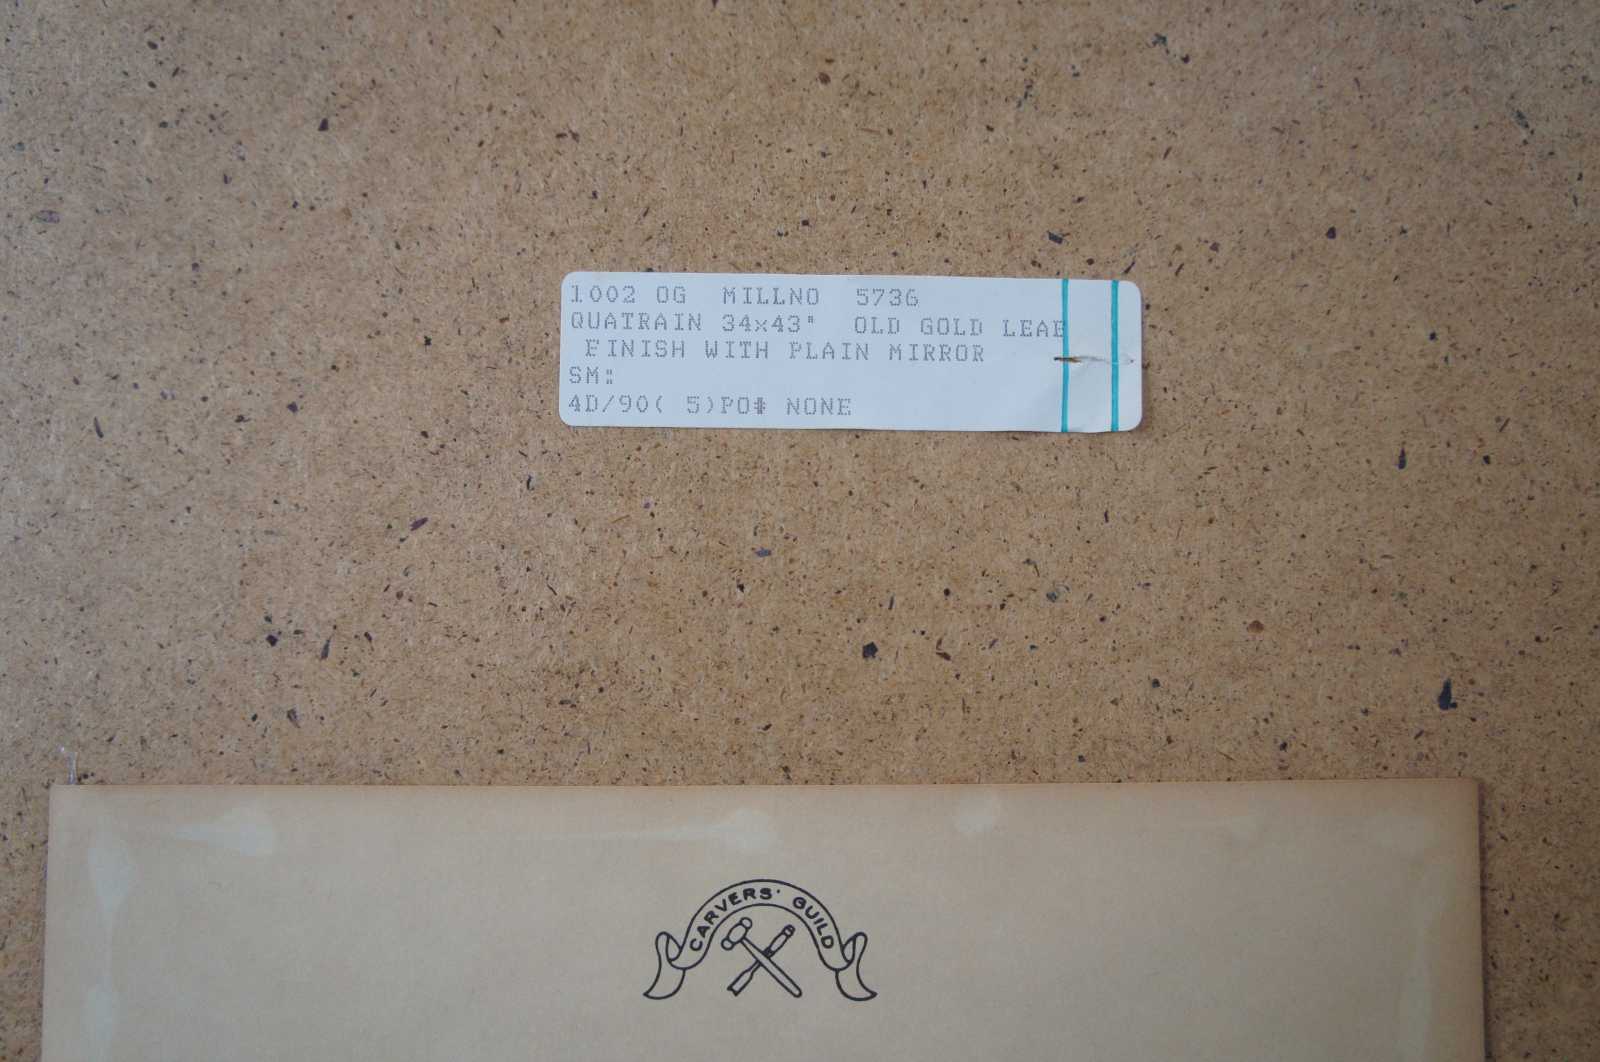 1002 OG MILLNO 5736
QUATRAIN 34x43" OLD GOLD LEAF
FINISH WITH PLAIN MIRROR
SM:
4D/90( 5)PO# NONE
CARVERS' GUILD